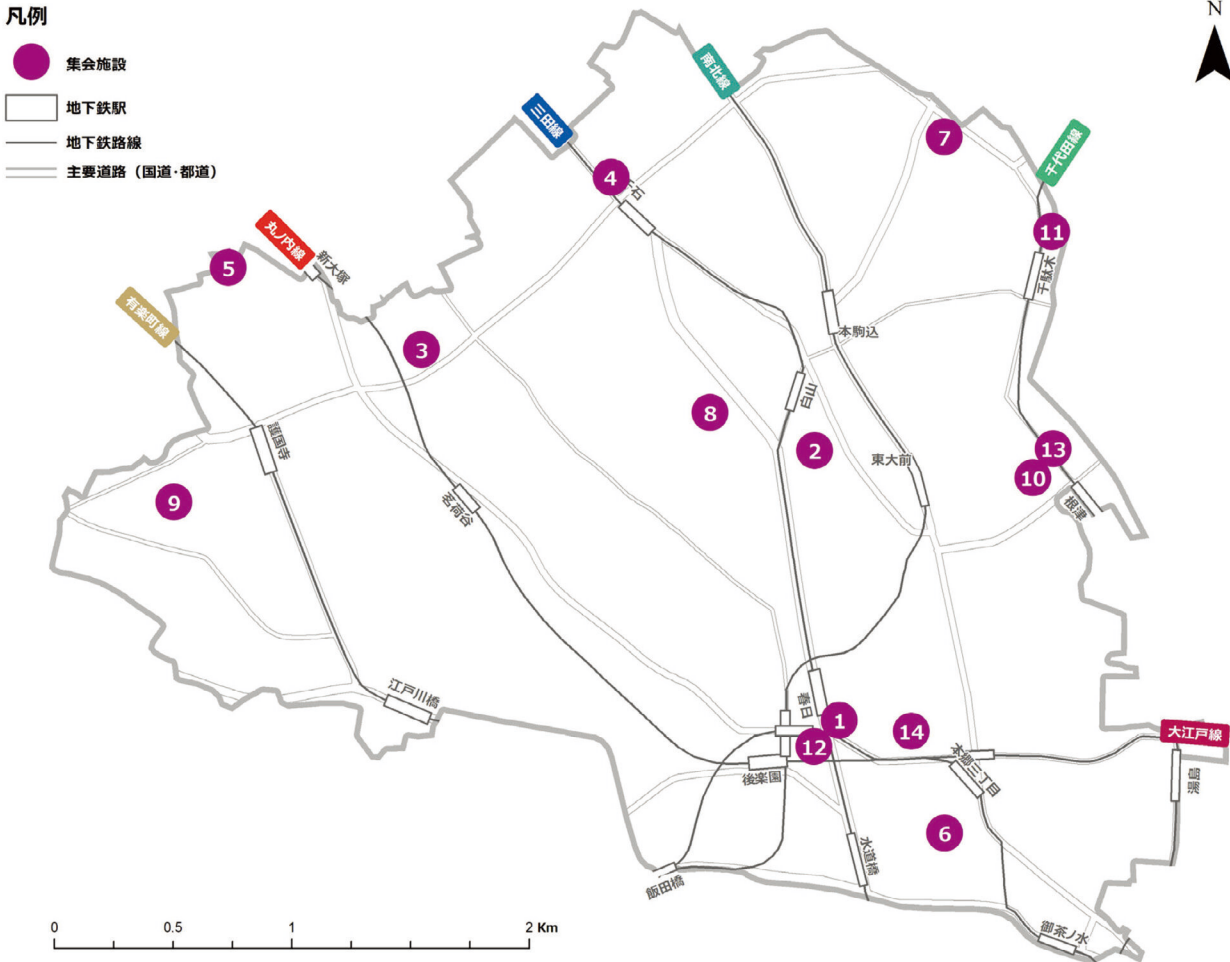 凡例
集会施設
地下鉄駅
地下鉄路線
主要道路（国道･都道）
N
南北線
三田線
千代田線
丸ノ内線
有楽町線
大江戸線
7
4
千石
11
千駄木
5
新大塚
3
本駒込
白山
8
2
東大前
13
10
根津
護国寺
9
茗荷谷
江戸川橋
春日
1
14
12
本郷三丁目
後楽園
湯島
6
水道橋
飯田橋
御茶ノ水
0
0.5
1
2 Km